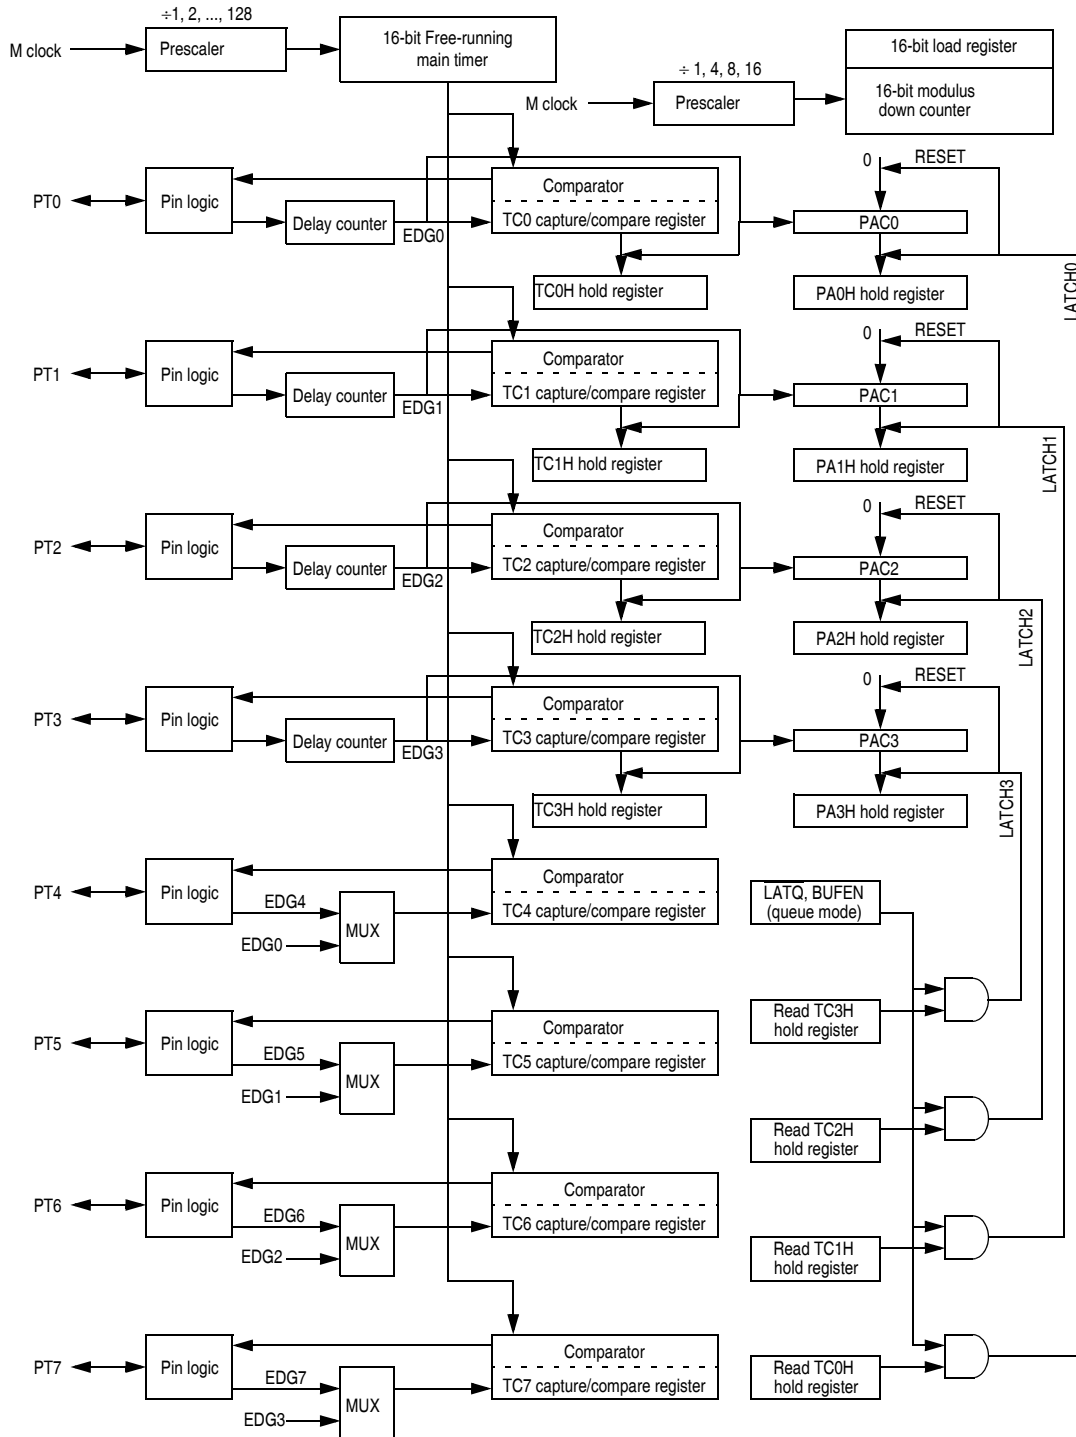 ÷1, 2, ..., 128
M clock
Prescaler
16-bit Free-running
main timer
16-bit load register
÷ 1, 4, 8, 16
M clock
Prescaler
16-bit modulus
down counter
0
RESET
PT0
Pin logic
Comparator
Delay counter
EDG0
TC0 capture/compare register
PAC0
TC0H hold register
PA0H hold register
LATCH0
0
RESET
PT1
Pin logic
Comparator
Delay counter
EDG1
TC1 capture/compare register
PAC1
TC1H hold register
PA1H hold register
LATCH1
0
RESET
PT2
Pin logic
Comparator
Delay counter
EDG2
TC2 capture/compare register
PAC2
TC2H hold register
PA2H hold register
LATCH2
0
RESET
PT3
Pin logic
Comparator
Delay counter
EDG3
TC3 capture/compare register
PAC3
TC3H hold register
PA3H hold register
LATCH3
PT4
Pin logic
Comparator
EDG4
MUX
TC4 capture/compare register
EDG0
LATQ, BUFEN
(queue mode)
PT5
Pin logic
Comparator
EDG5
MUX
TC5 capture/compare register
EDG1
Read TC3H
hold register
Read TC2H
hold register
PT6
Pin logic
Comparator
EDG6
MUX
TC6 capture/compare register
EDG2
Read TC1H
hold register
PT7
Pin logic
Comparator
EDG7
MUX
TC7 capture/compare register
EDG3
Read TC0H
hold register